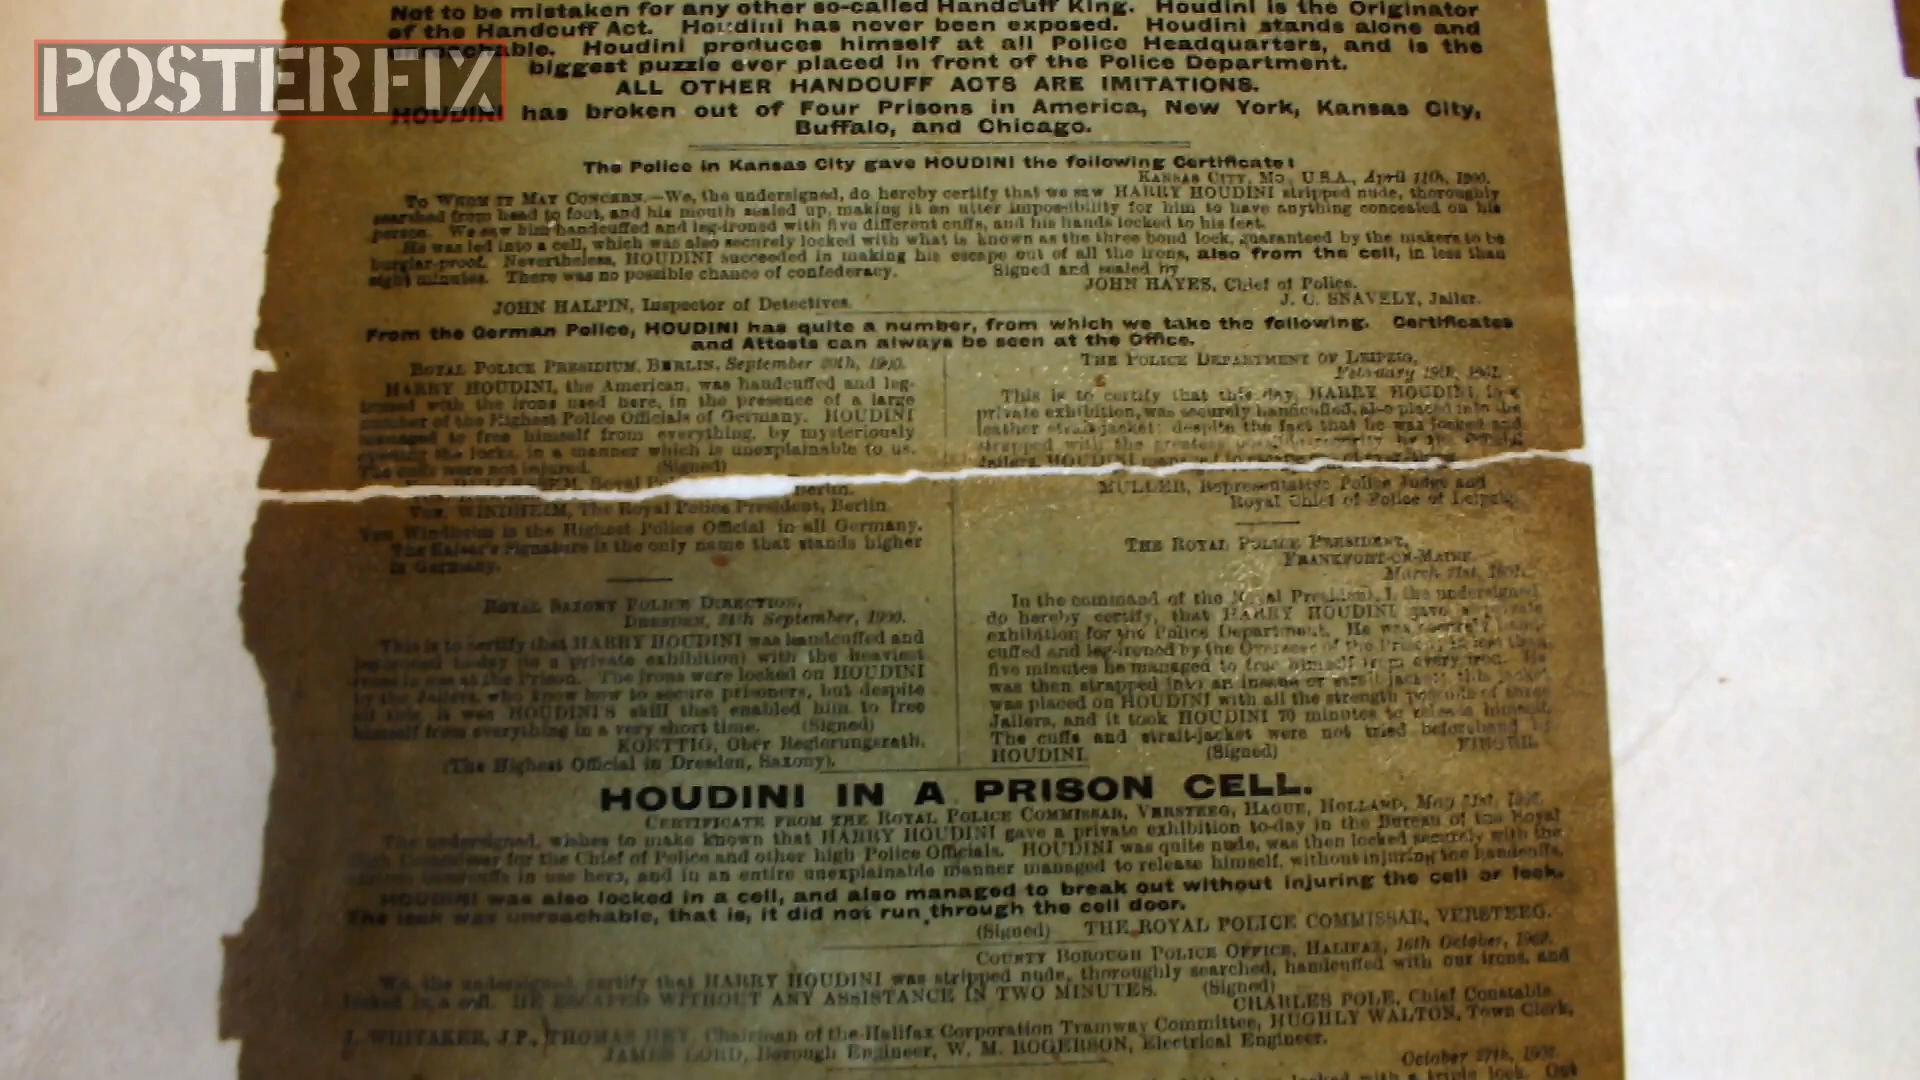 POSTERFIX
Not to be mistaken for any other so-called Handcuff King. Houdini is the Originator
of the Handcuff Act. Houdini has never been exposed. Houdini stands alone and
Houdini produces himself at all Police Headquarters, and is the
biggest puzzle ever placed in front of the Police Department.
ALL OTHER HANDCUFF ACTS ARE IMITATIONS.
HOUDINI has broken out of Four Prisons in America, New York, Kansas City,
Buffalo, and Chicago.
The Police in Kansas City gave HOUDINI the following Certificate:
KANSAS CITY, Mo., U.S.A., April 11th, 1900.
TO WHOM IT MAY CONCERN.—We, the undersigned, do hereby certify that we saw HARRY HOUDINI stripped nude, thoroughly
searched from head to foot, and his mouth sealed up, making it an utter impossibility for him to have anything concealed on his
person. We saw him handcuffed and leg-ironed with five different cuffs, and his hands locked to his feet.
He was led into a cell, which was also securely locked with what is known as the three bond lock, guaranteed by the makers to be
burglar-proof. Nevertheless, HOUDINI succeeded in making his escape out of all the irons, also from the cell, in less than
eight minutes. There was no possible chance of confederacy. Signed and sealed by
JOHN HAYES, Chief of Police.
JOHN HALPIN, Inspector of Detectives. J. C. SNAVELY, Jailer.
From the German Police, HOUDINI has quite a number, from which we take the following. Certificates
and Attests can always be seen at the Office.
ROYAL POLICE PRESIDIUM, BERLIN, September 20th, 1900.
HARRY HOUDINI, the American, was handcuffed and leg-
ironed with the irons used here, in the presence of a large
number of the Highest Police Officials of Germany. HOUDINI
managed to free himself from everything, by mysteriously
opening the locks, in a manner which is unexplainable to us.
The cuffs were not injured. (Signed)
Royal Berlin.
VON WINDHEIM, The Royal Police President, Berlin
Von Windheim is the Highest Police Official in all Germany.
The Kaiser's Signature is the only name that stands higher
in Germany.
ROYAL SAXONY POLICE DIRECTION,
DRESDEN, 24th September, 1900.
This is to certify that HARRY HOUDINI was handcuffed and
leg-ironed to-day (in a private exhibition) with the heaviest
irons in use at the Prison. The irons were locked on HOUDINI
by the Jailers, who know how to secure prisoners, but despite
all this, it was HOUDINI'S skill that enabled him to free
himself from everything in a very short time. (Signed)
KOETTIG, Ober Regierungsrath.
(The Highest Official in Dresden, Saxony).
THE POLICE DEPARTMENT OF LEIPZIG,
February 19th,
This is to certify that this day, HARRY HOUDINI, in a
private exhibition, was securely handcuffed, also placed into the
leather strait-jacket; despite the fact that he was locked and
strapped with the greatest by the
Jailers, HOUDINI managed to
MULLER, Representative Police Judge and
Royal Chief of Police of Leipzig.
THE ROYAL POLICE PRESIDENT,
FRANKFORT-ON-MAINE.
March 21st,
In the command of the Royal President, I, the undersigned
do hereby certify, that HARRY HOUDINI gave a private
exhibition for the Police Department. He was securely
cuffed and leg-ironed by the Overseer of the Prison,
five minutes he managed to free himself from every iron. He
was then strapped into an insane or strait-jacket; this jacket
was placed on HOUDINI with all the strength possible of three
Jailers, and it took HOUDINI 70 minutes to release himself.
The cuffs and strait-jacket were not tried beforehand by
HOUDINI. (Signed)
HOUDINI IN A PRISON CELL.
CERTIFICATE FROM THE ROYAL POLICE COMMISSAR, VERSTEEG, HAGUE, HOLLAND, May
The undersigned, wishes to make known that HARRY HOUDINI gave a private exhibition to-day in the Bureau of the Royal
High Commissar for the Chief of Police and other high Police Officials. HOUDINI was quite nude, was then locked securely with the
handcuffs in use here, and in an entire unexplainable manner managed to release himself, without injuring the handcuffs.
HOUDINI was also locked in a cell, and also managed to break out without injuring the cell or lock.
The lock was unreachable, that is, it did not run through the cell door.
(Signed) THE ROYAL POLICE COMMISSAR, VERSTEEG.
COUNTY BOROUGH POLICE OFFICE, HALIFAX, 16th October, 1902.
We, the undersigned, certify that HARRY HOUDINI was stripped nude, thoroughly searched, handcuffed with our irons, and
locked in a cell. HE ESCAPED WITHOUT ANY ASSISTANCE IN TWO MINUTES. (Signed)
CHARLES POLE, Chief Constable
J. WHITAKER, J.P., THOMAS HEY, Chairman of the Halifax Corporation Tramway Committee, HUGHLY WALTON, Town Clerk,
JAMES LORD, Borough Engineer, W. M. ROGERSON, Electrical Engineer.
October 27th,
locked with a triple lock. Out